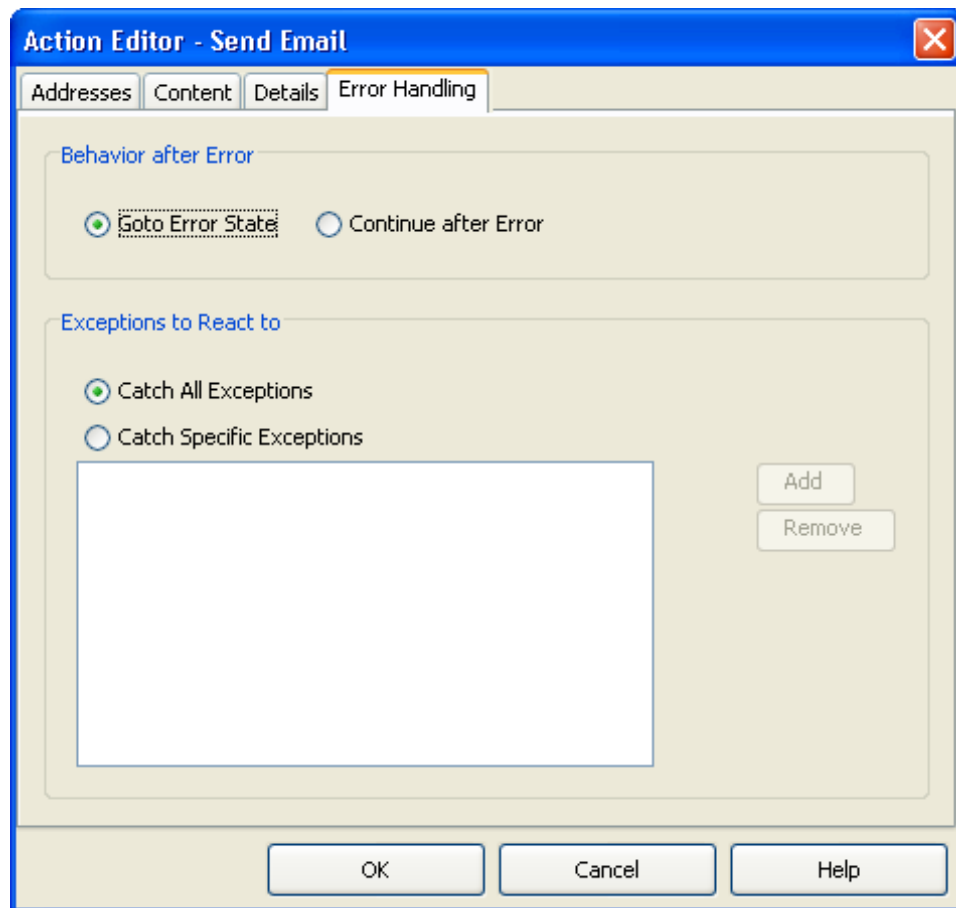 Action Editor - Send Email
Addresses Content Details Error Handling
Behavior after Error
Goto Error State Continue after Error
Exceptions to React to
Catch All Exceptions
Catch Specific Exceptions
Add
Remove
OK Cancel Help